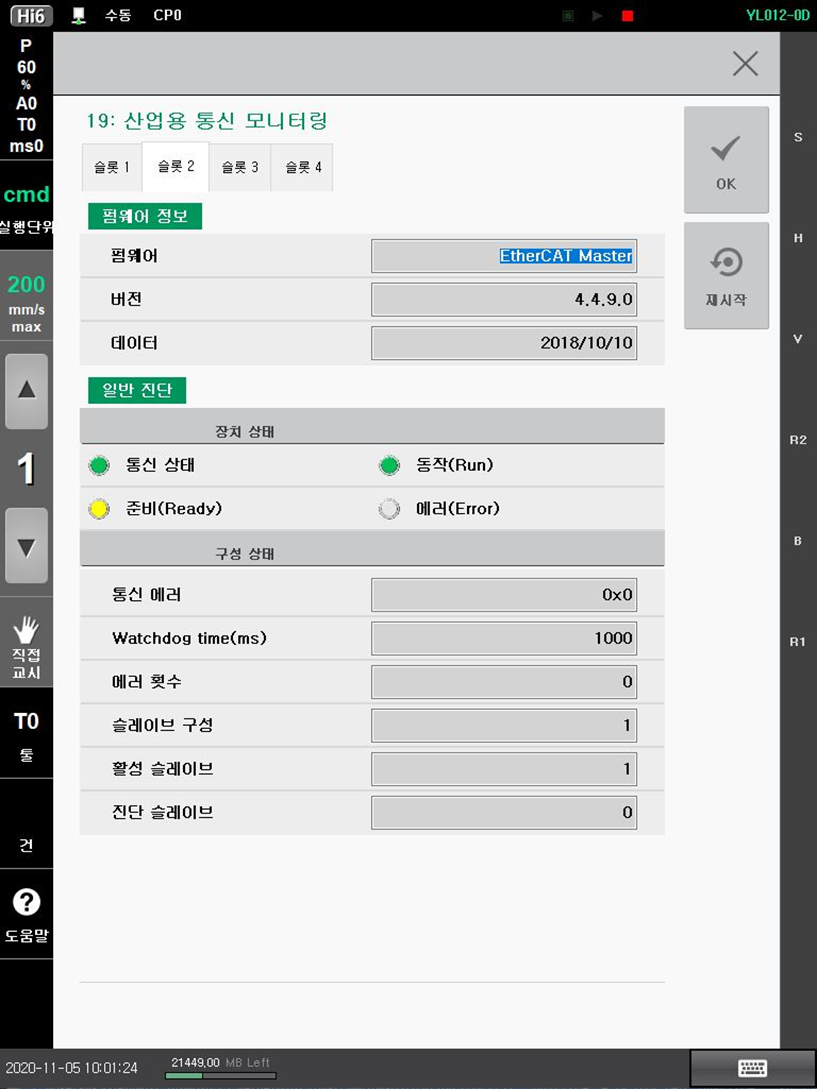 Hi6 수동 CP0 YL012-0D
P
60
%
A0
T0
ms0
cmd
실행단위
200
mm/s
max
1
직접
교시
T0
툴
건
?
도움말
19: 산업용 통신 모니터링
슬롯 1 슬롯 2 슬롯 3 슬롯 4
펌웨어 정보
펌웨어 EtherCAT Master
버전 4.4.9.0
데이터 2018/10/10
일반 진단
장치 상태
통신 상태 동작(Run)
준비(Ready) 에러(Error)
구성 상태
통신 에러 0x0
Watchdog time(ms) 1000
에러 횟수 0
슬레이브 구성 1
활성 슬레이브 1
진단 슬레이브 0
OK
재시작
S
H
V
R2
B
R1
2020-11-05 10:01:24 21449,00 MB Left